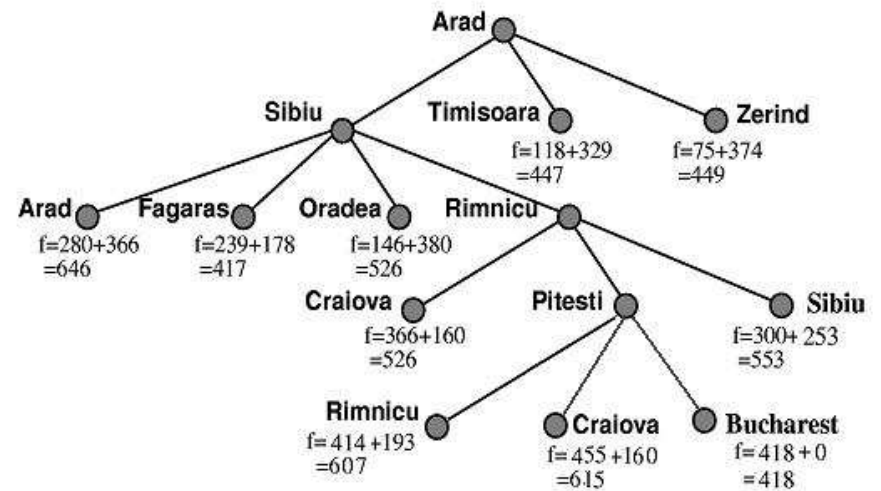 Arad
Sibiu
Timisoara
Zerind
f=118+329
=447
f=75+374
=449
Arad
Fagaras
Oradea
Rimnicu
f=280+366
=646
f=239+178
=417
f=146+380
=526
Craiova
Pitesti
Sibiu
f=366+160
=526
f=300+ 253
=553
Rimnicu
Craiova
Bucharest
f= 414 +193
=607
f= 455 +160
=615
f= 418 + 0
= 418